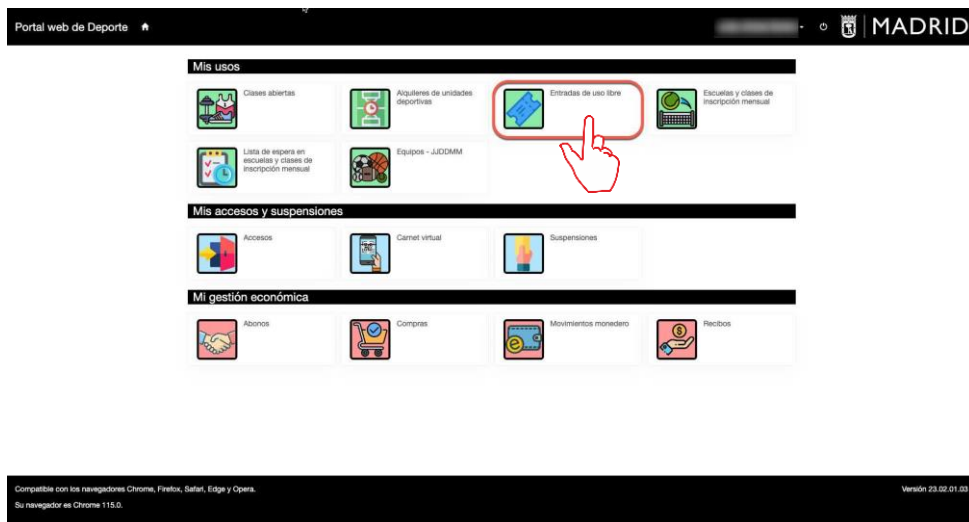 Portal web de Deporte
MADRID
Mis usos
Clases abiertas
Alquileres de unidades
deportivas
Entradas de uso libre
Escuelas y clases de
inscripción mensual
Lista de espera en
escuelas y clases de
inscripción mensual
Equipos - JJDDMM
Mis accesos y suspensiones
Accesos
Carnet virtual
Suspensiones
Mi gestión económica
Abonos
Compras
Movimientos monedero
Recibos
Compatible con los navegadores Chrome, Firefox, Safari, Edge y Opera.
Versión 23.02.01.03
Su navegador es Chrome 115.0.